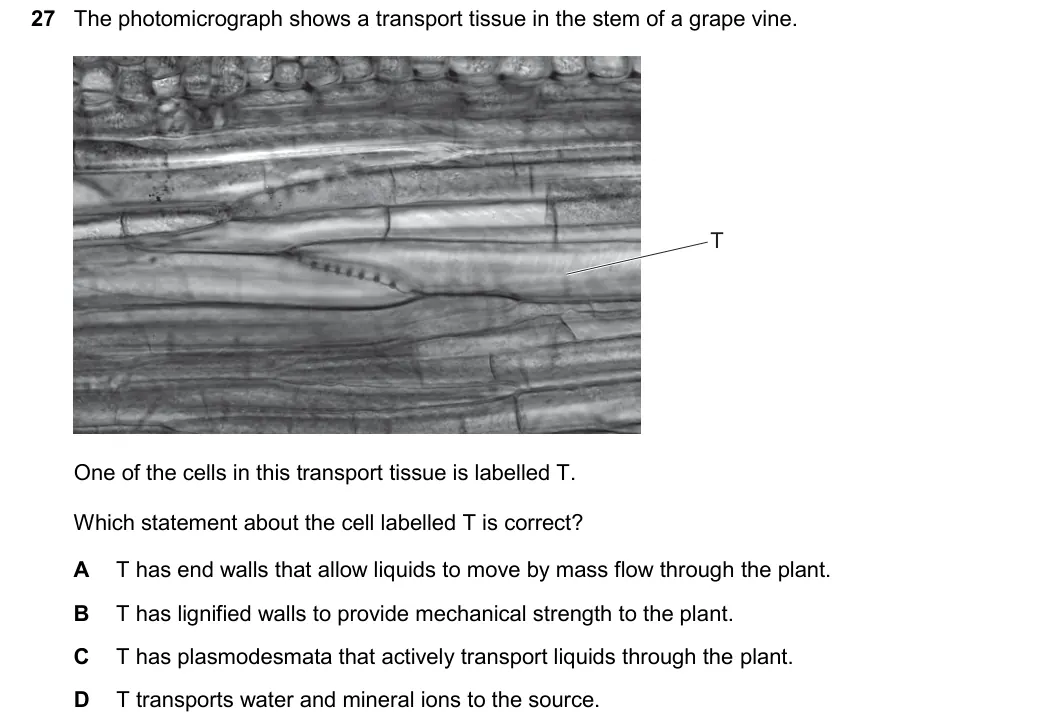 27 The photomicrograph shows a transport tissue in the stem of a grape vine.
T
One of the cells in this transport tissue is labelled T.
Which statement about the cell labelled T is correct?
A T has end walls that allow liquids to move by mass flow through the plant.
B T has lignified walls to provide mechanical strength to the plant.
C T has plasmodesmata that actively transport liquids through the plant.
D T transports water and mineral ions to the source.